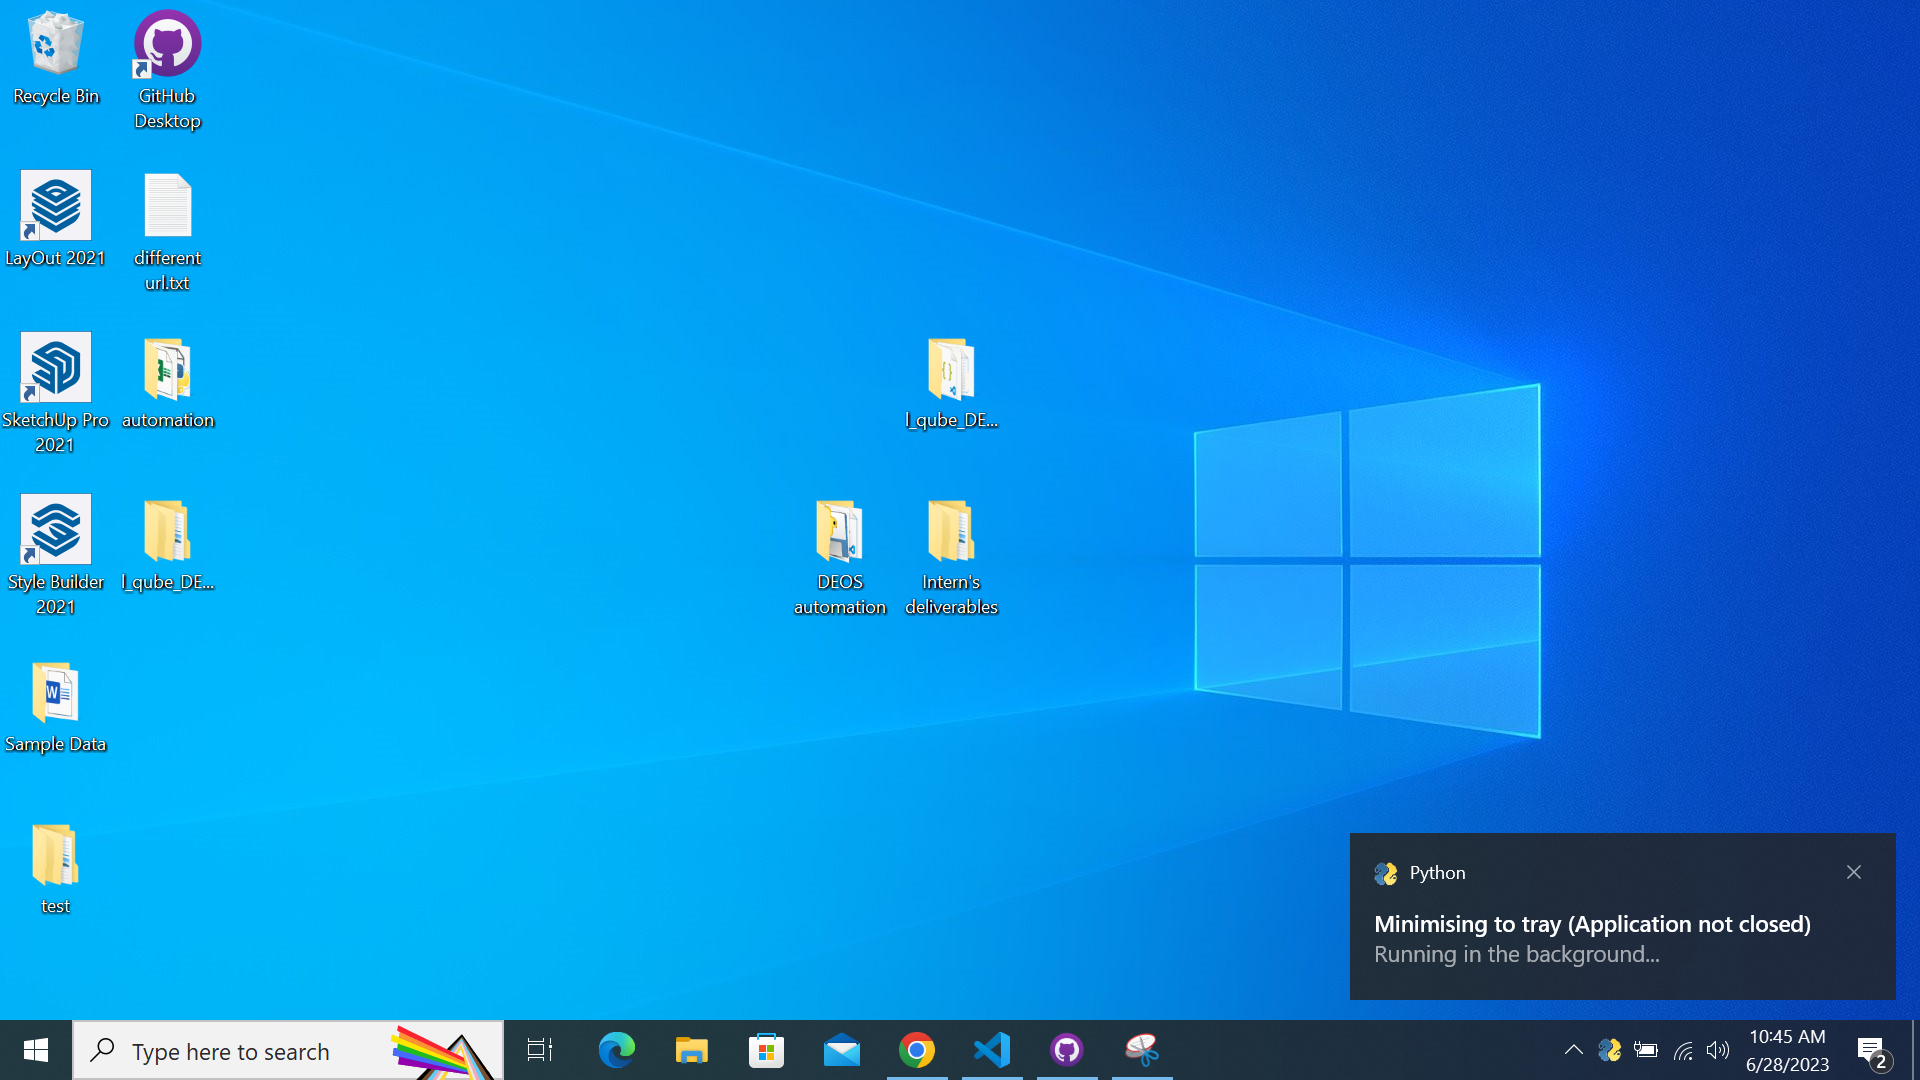 Recycle Bin
GitHub
Desktop
LayOut 2021
different
url.txt
SketchUp Pro
2021
automation
l_qube_DE...
Style Builder
2021
l_qube_DE...
DEOS
automation
Intern's
deliverables
Sample Data
test
Python
Minimising to tray (Application not closed)
Running in the background...
Type here to search
10:45 AM
6/28/2023
2